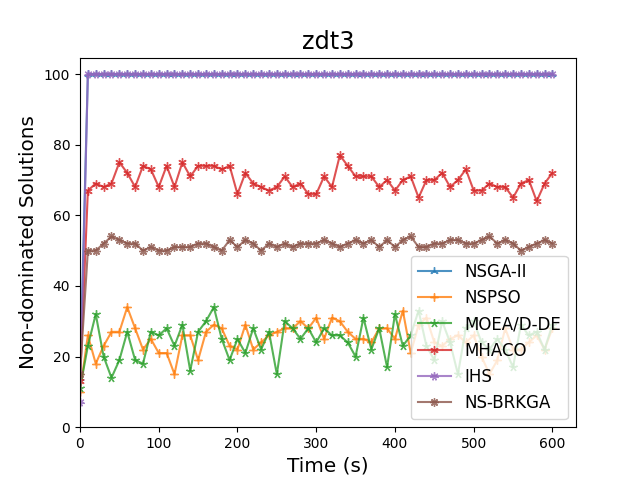 zdt3
Non-dominated Solutions
100
80
60
40
20
0
0 100 200 300 400 500 600
Time (s)
NSGA-II
NSPSO
MOEA/D-DE
MHACO
IHS
NS-BRKGA